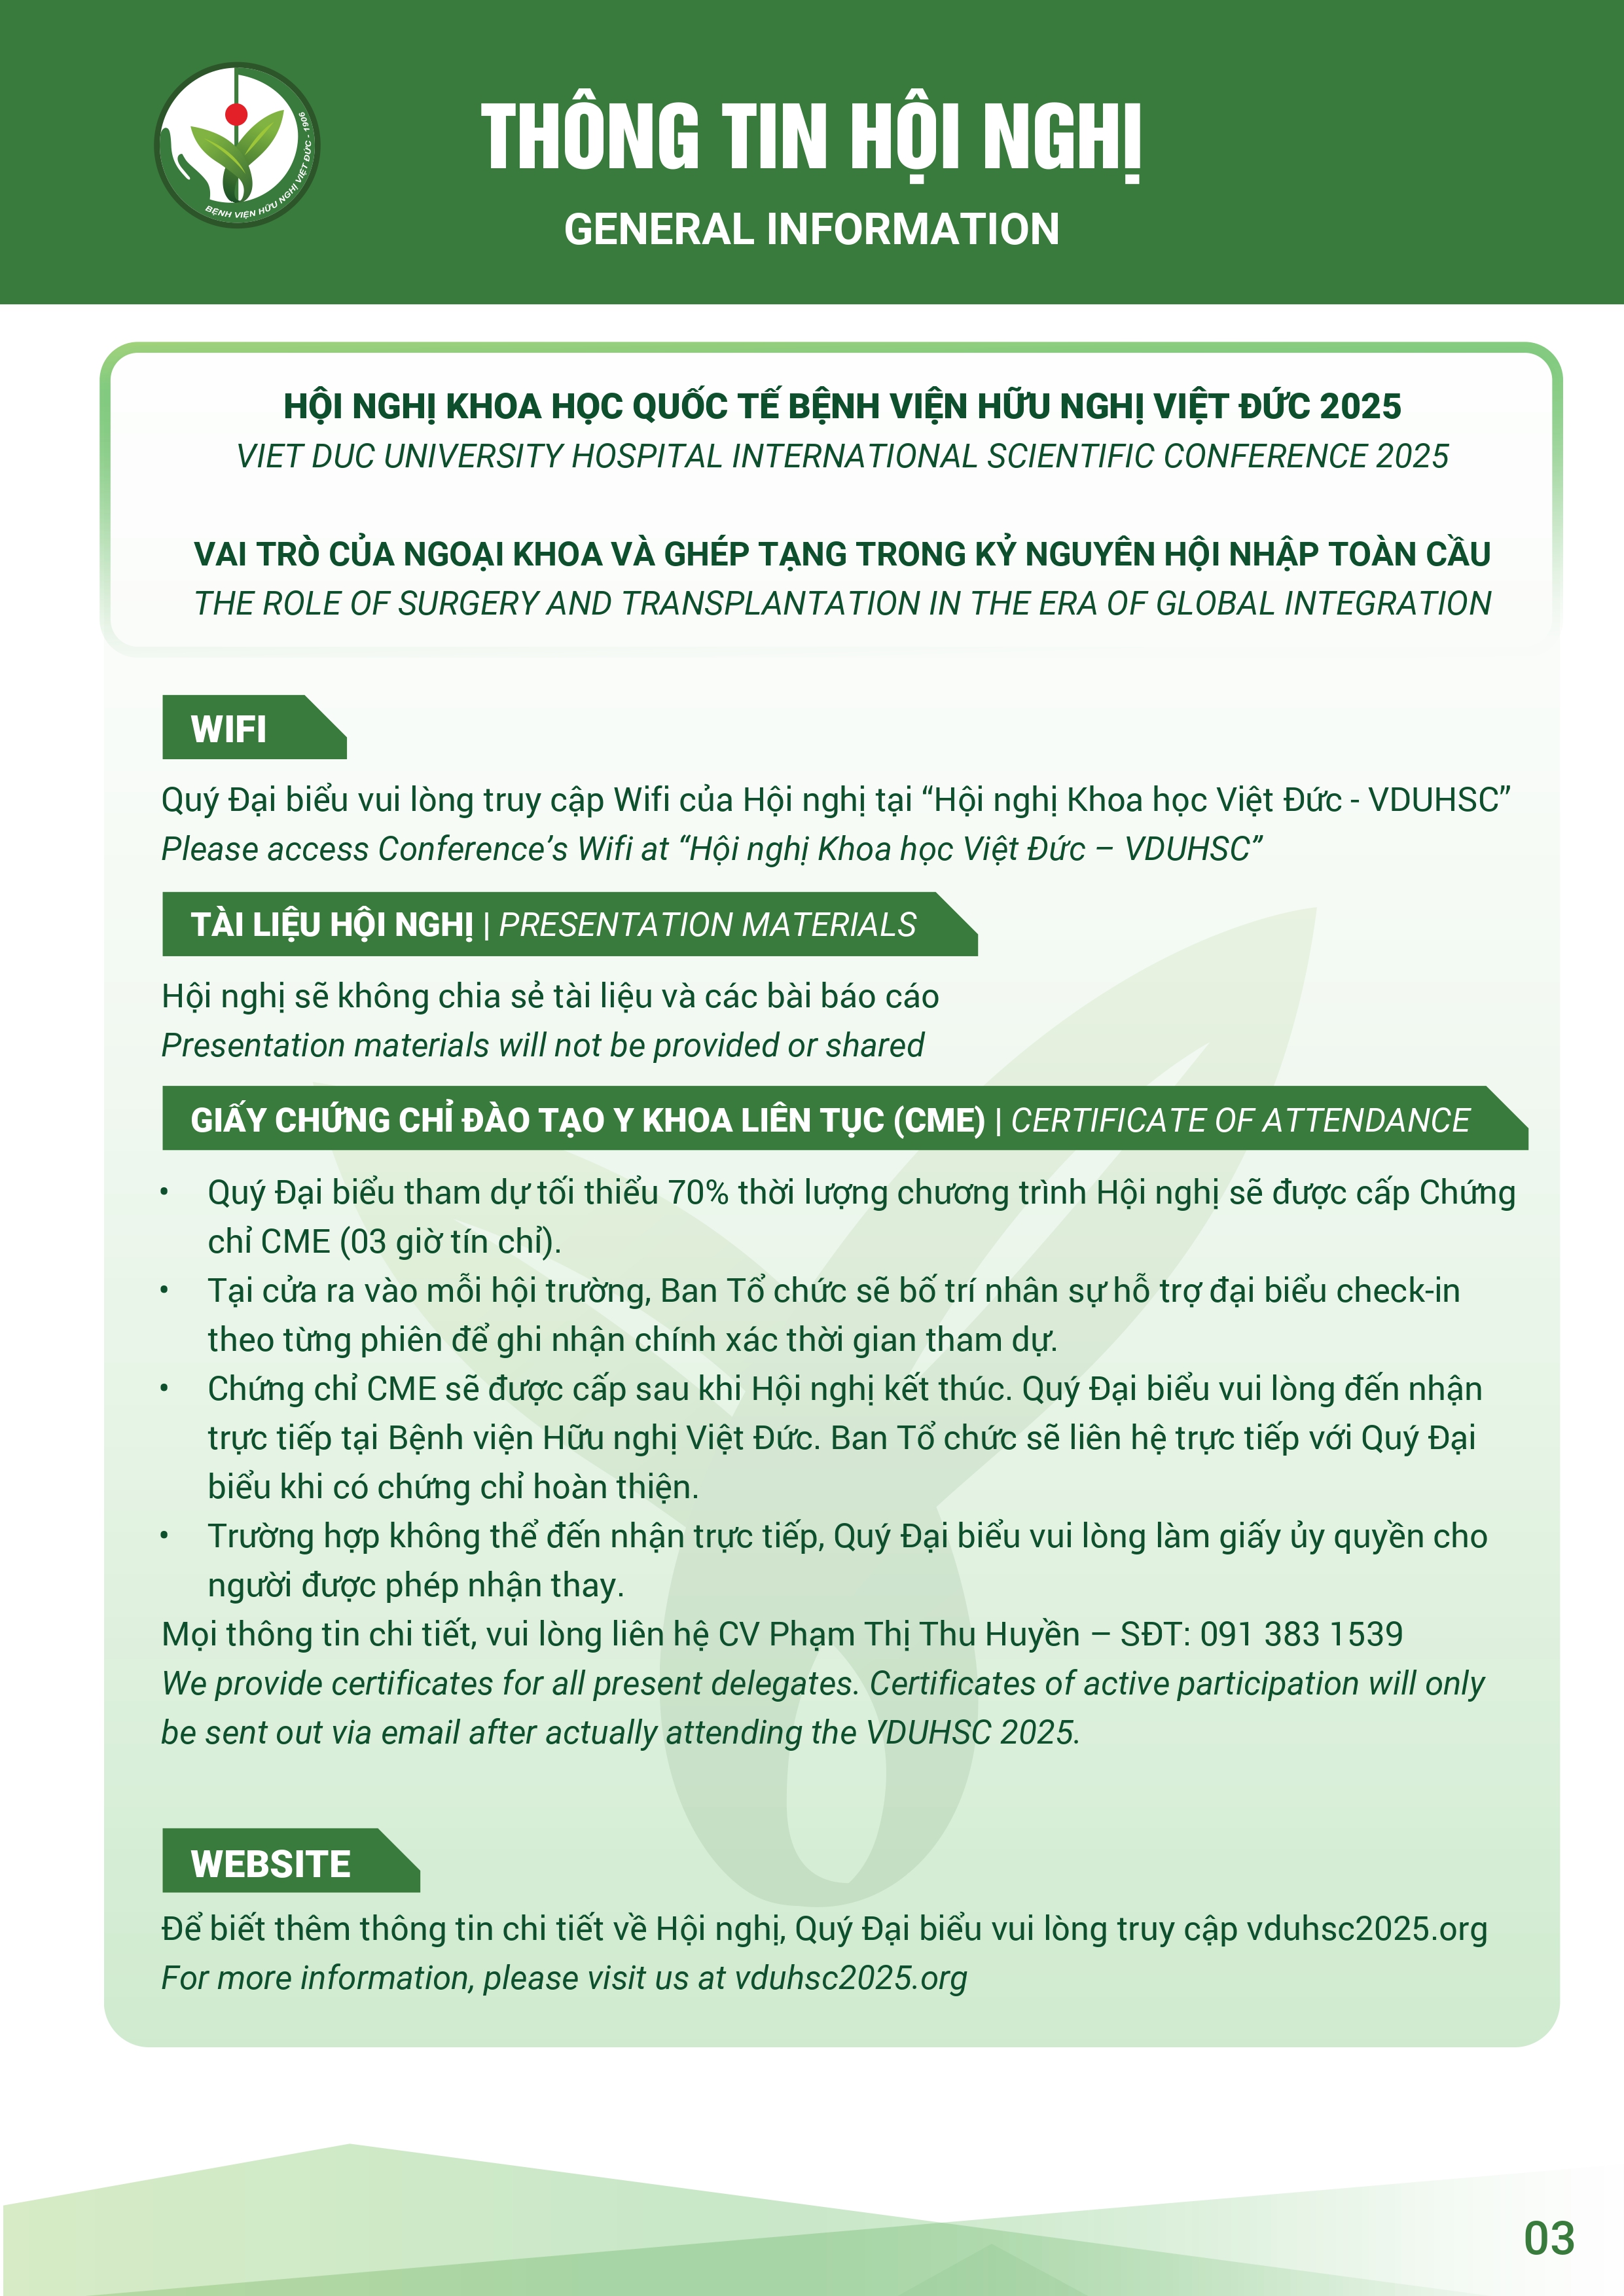 BỆNH VIỆN HỮU NGHỊ VIỆT ĐỨC - 1906
THÔNG TIN HỘI NGHỊ
GENERAL INFORMATION
HỘI NGHỊ KHOA HỌC QUỐC TẾ BỆNH VIỆN HỮU NGHỊ VIỆT ĐỨC 2025
VIET DUC UNIVERSITY HOSPITAL INTERNATIONAL SCIENTIFIC CONFERENCE 2025
VAI TRÒ CỦA NGOẠI KHOA VÀ GHÉP TẠNG TRONG KỶ NGUYÊN HỘI NHẬP TOÀN CẦU
THE ROLE OF SURGERY AND TRANSPLANTATION IN THE ERA OF GLOBAL INTEGRATION
WIFI
Quý Đại biểu vui lòng truy cập Wifi của Hội nghị tại “Hội nghị Khoa học Việt Đức - VDUHSC”
Please access Conference’s Wifi at “Hội nghị Khoa học Việt Đức – VDUHSC”
TÀI LIỆU HỘI NGHỊ | PRESENTATION MATERIALS
Hội nghị sẽ không chia sẻ tài liệu và các bài báo cáo
Presentation materials will not be provided or shared
GIẤY CHỨNG CHỈ ĐÀO TẠO Y KHOA LIÊN TỤC (CME) | CERTIFICATE OF ATTENDANCE
• Quý Đại biểu tham dự tối thiểu 70% thời lượng chương trình Hội nghị sẽ được cấp Chứng
chỉ CME (03 giờ tín chỉ).
• Tại cửa ra vào mỗi hội trường, Ban Tổ chức sẽ bố trí nhân sự hỗ trợ đại biểu check-in
theo từng phiên để ghi nhận chính xác thời gian tham dự.
• Chứng chỉ CME sẽ được cấp sau khi Hội nghị kết thúc. Quý Đại biểu vui lòng đến nhận
trực tiếp tại Bệnh viện Hữu nghị Việt Đức. Ban Tổ chức sẽ liên hệ trực tiếp với Quý Đại
biểu khi có chứng chỉ hoàn thiện.
• Trường hợp không thể đến nhận trực tiếp, Quý Đại biểu vui lòng làm giấy ủy quyền cho
người được phép nhận thay.
Mọi thông tin chi tiết, vui lòng liên hệ CV Phạm Thị Thu Huyền – SĐT: 091 383 1539
We provide certificates for all present delegates. Certificates of active participation will only
be sent out via email after actually attending the VDUHSC 2025.
WEBSITE
Để biết thêm thông tin chi tiết về Hội nghị, Quý Đại biểu vui lòng truy cập vduhsc2025.org
For more information, please visit us at vduhsc2025.org
03